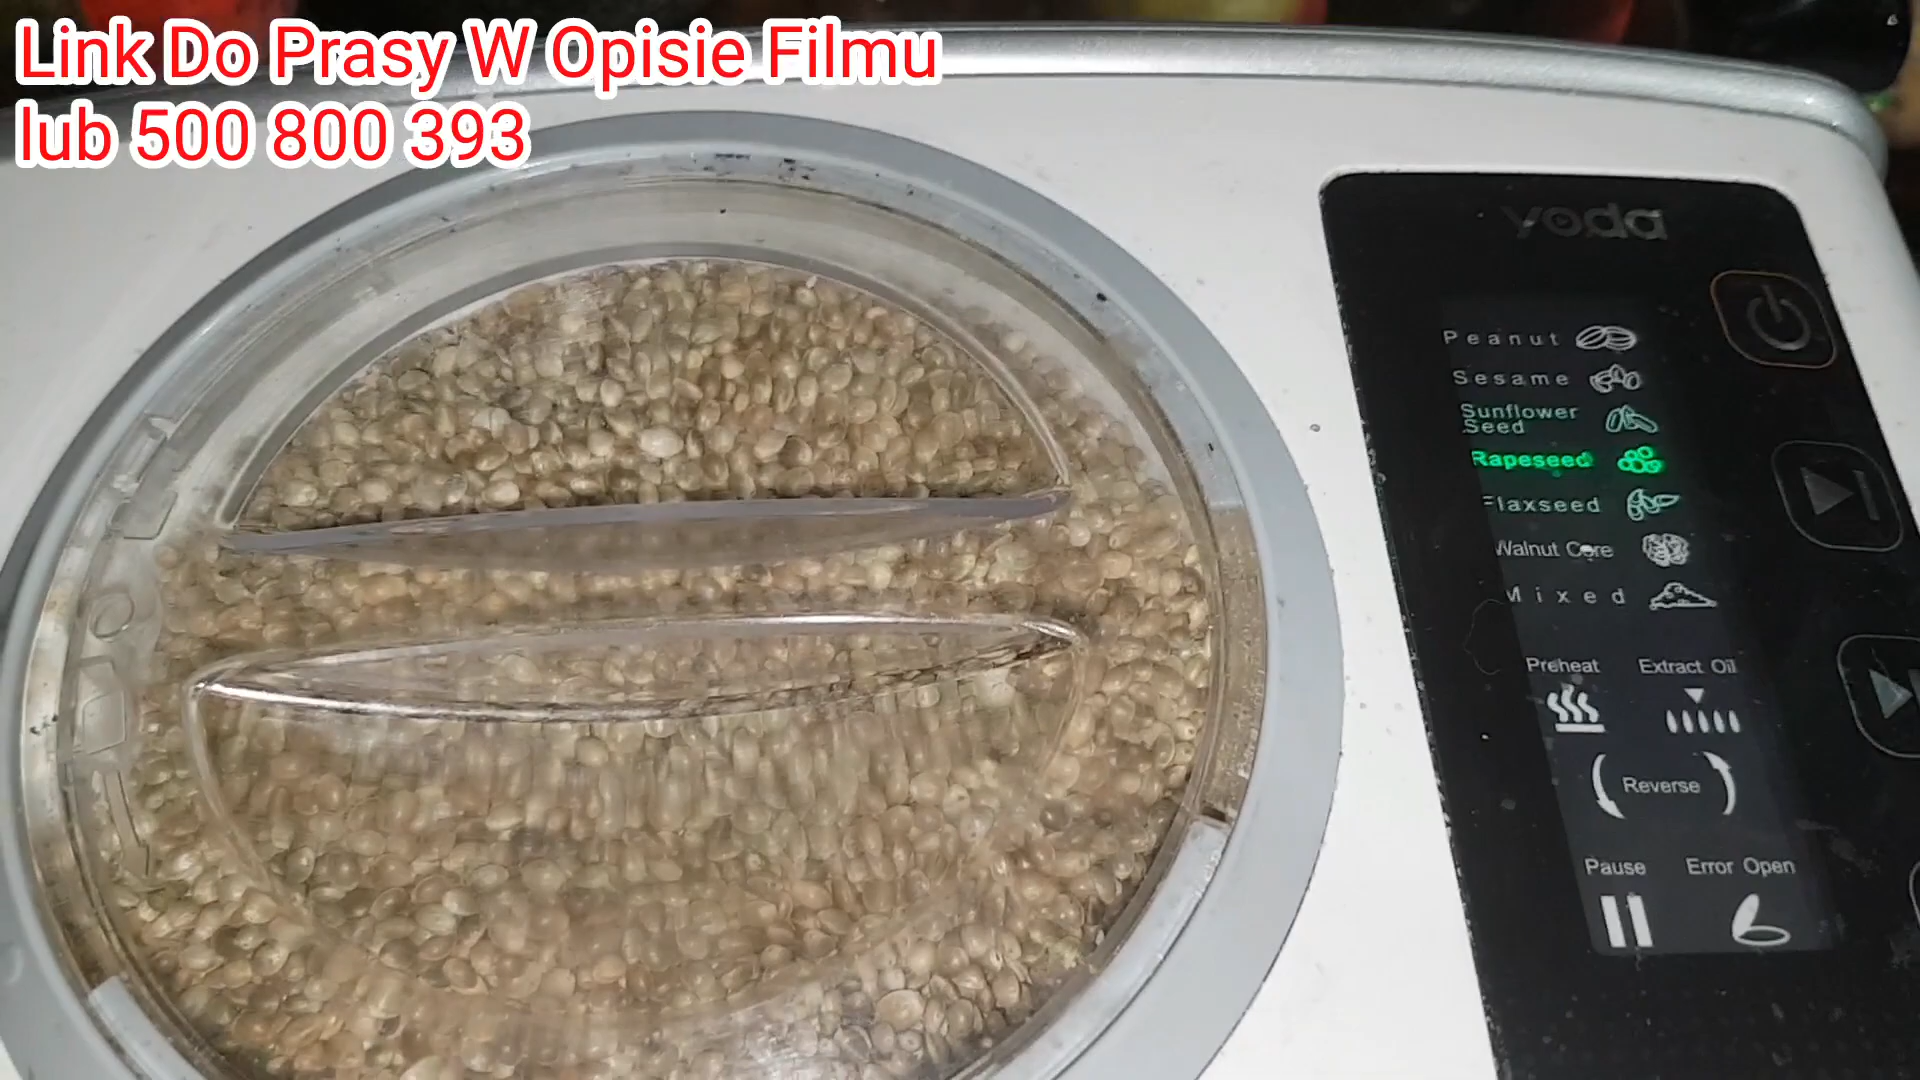 Link Do Prasy W Opisie Filmu
lub 500 800 393
yoda
Peanut
Sesame
Sunflower
Seed
Rapeseed
Flaxseed
Walnut Core
Mixed
Preheat Extract Oil
Reverse
Pause Error Open